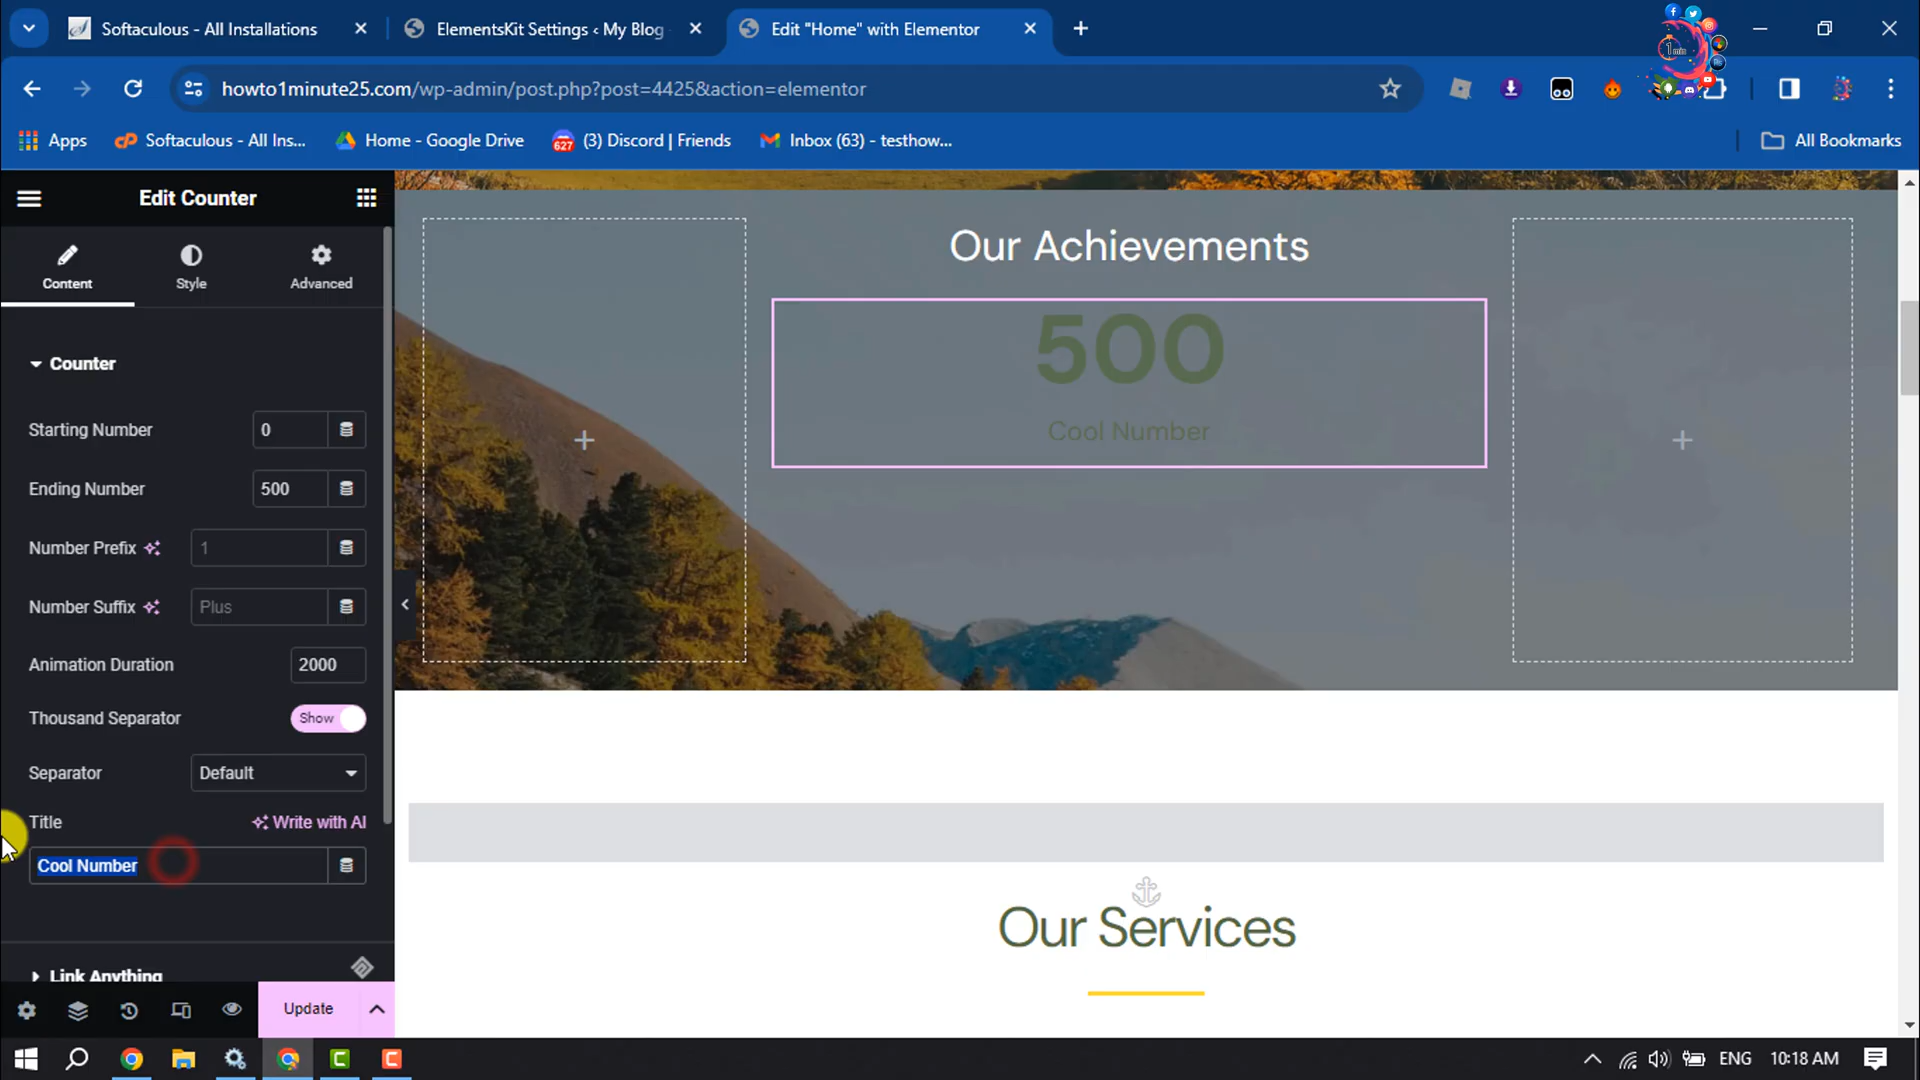 Softaculous - All Installations
ElementsKit Settings ‹ My Blog
Edit "Home" with Elementor
1 min
howto1minute25.com/wp-admin/post.php?post=4425&action=elementor
Apps
Softaculous - All Ins...
Home - Google Drive
627
(3) Discord | Friends
Inbox (63) - testhow...
All Bookmarks
Edit Counter
Content
Style
Advanced
Counter
Starting Number
0
Ending Number
500
Number Prefix
1
Number Suffix
Plus
Animation Duration
2000
Thousand Separator
Show
Separator
Default
Title
Write with AI
Cool Number
Link Anything
Update
Our Achievements
500
Cool Number
Our Services
ENG
10:18 AM